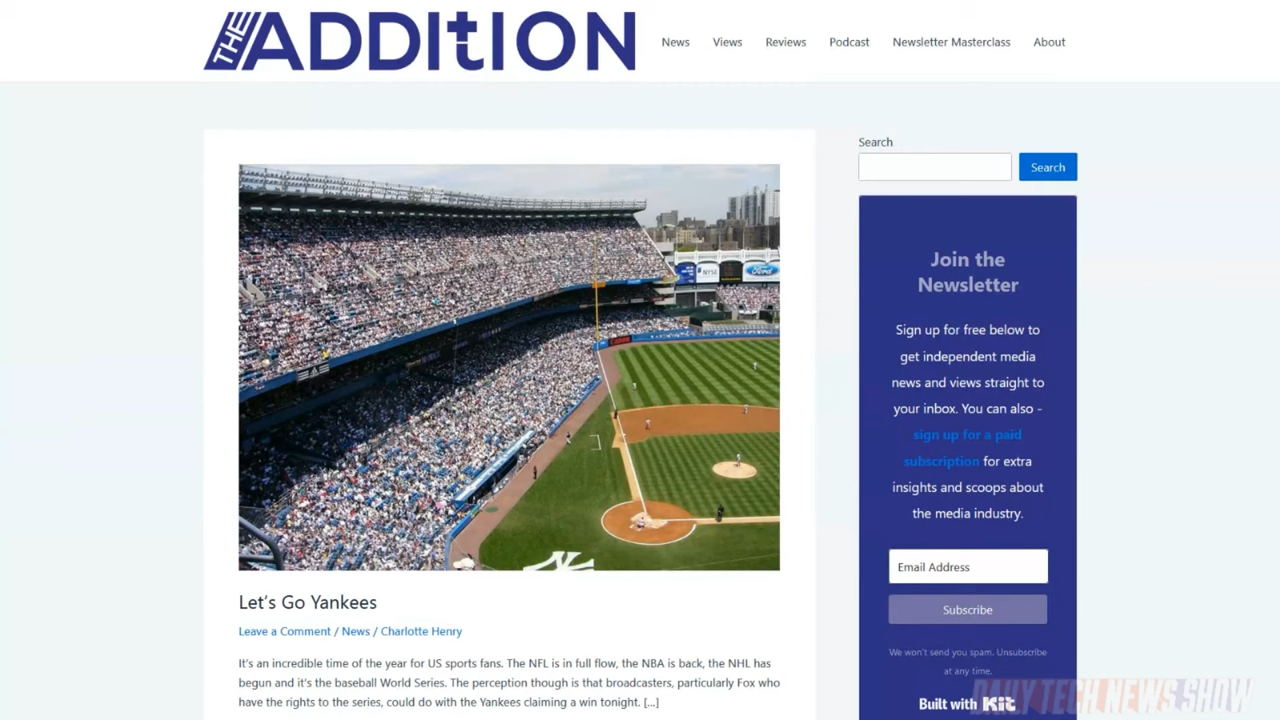 THE ADDItION
News Views Reviews Podcast Newsletter Masterclass About
Search
Search
NYSE
Ford
Join the
Newsletter
Sign up for free below to
get independent media
news and views straight to
your inbox. You can also -
sign up for a paid
subscription for extra
insights and scoops about
the media industry.
Email Address
Subscribe
We won't send you spam. Unsubscribe
at any time.
Built with Kit
Let's Go Yankees
Leave a Comment / News / Charlotte Henry
It's an incredible time of the year for US sports fans. The NFL is in full flow, the NBA is back, the NHL has
begun and it's the baseball World Series. The perception though is that broadcasters, particularly Fox who
have the rights to the series, could do with the Yankees claiming a win tonight. […]
DAILY TECH NEWS SHOW